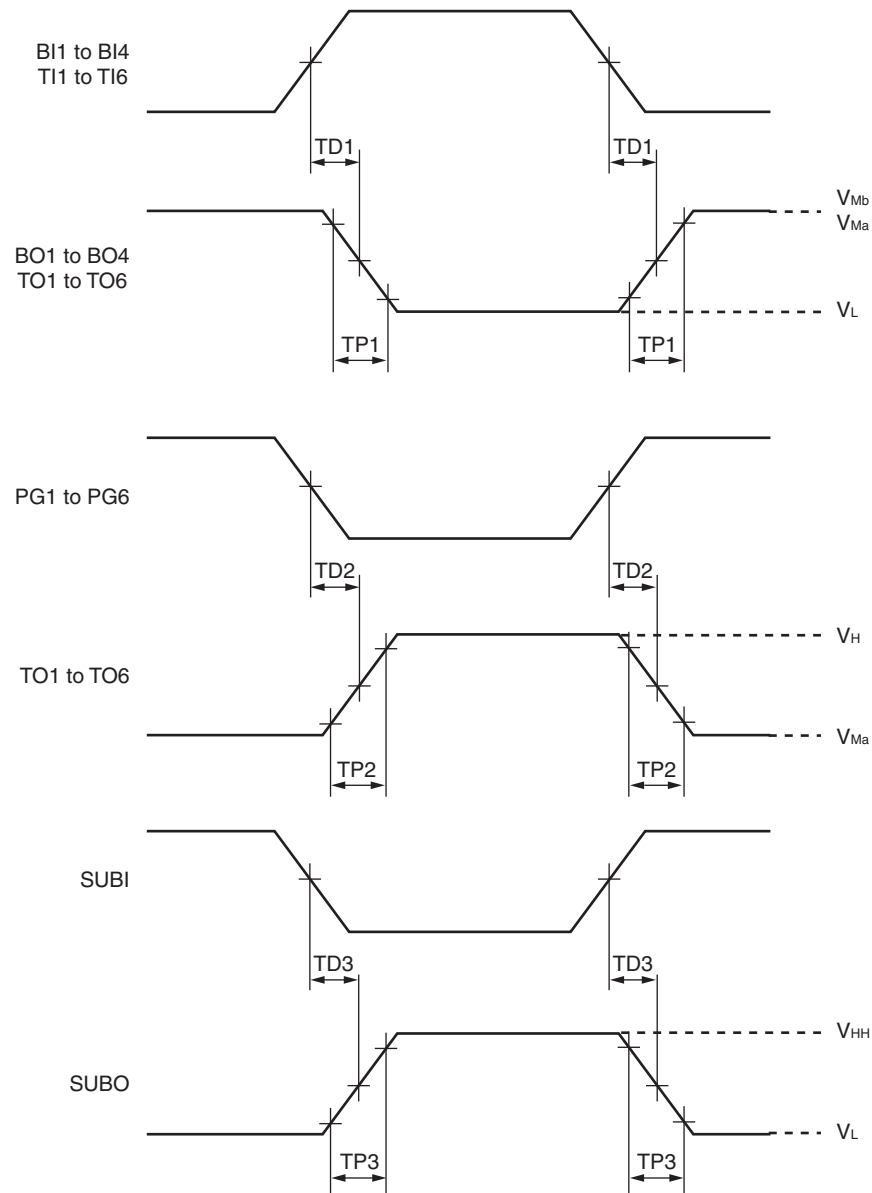 BI1 to BI4
TI1 to TI6
TD1 TD1
VMb
VMa
BO1 to BO4
TO1 to TO6
VL
TP1 TP1
PG1 to PG6
TD2 TD2
VH
TO1 to TO6
VMa
TP2 TP2
SUBI
TD3 TD3
VHH
SUBO
VL
TP3 TP3